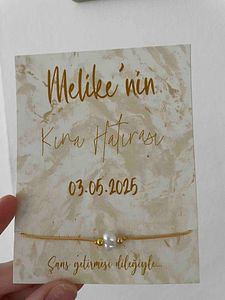 Melike'nin
Kına Hatırası
03.05.2025
Şans getirmesi dileğiyle...